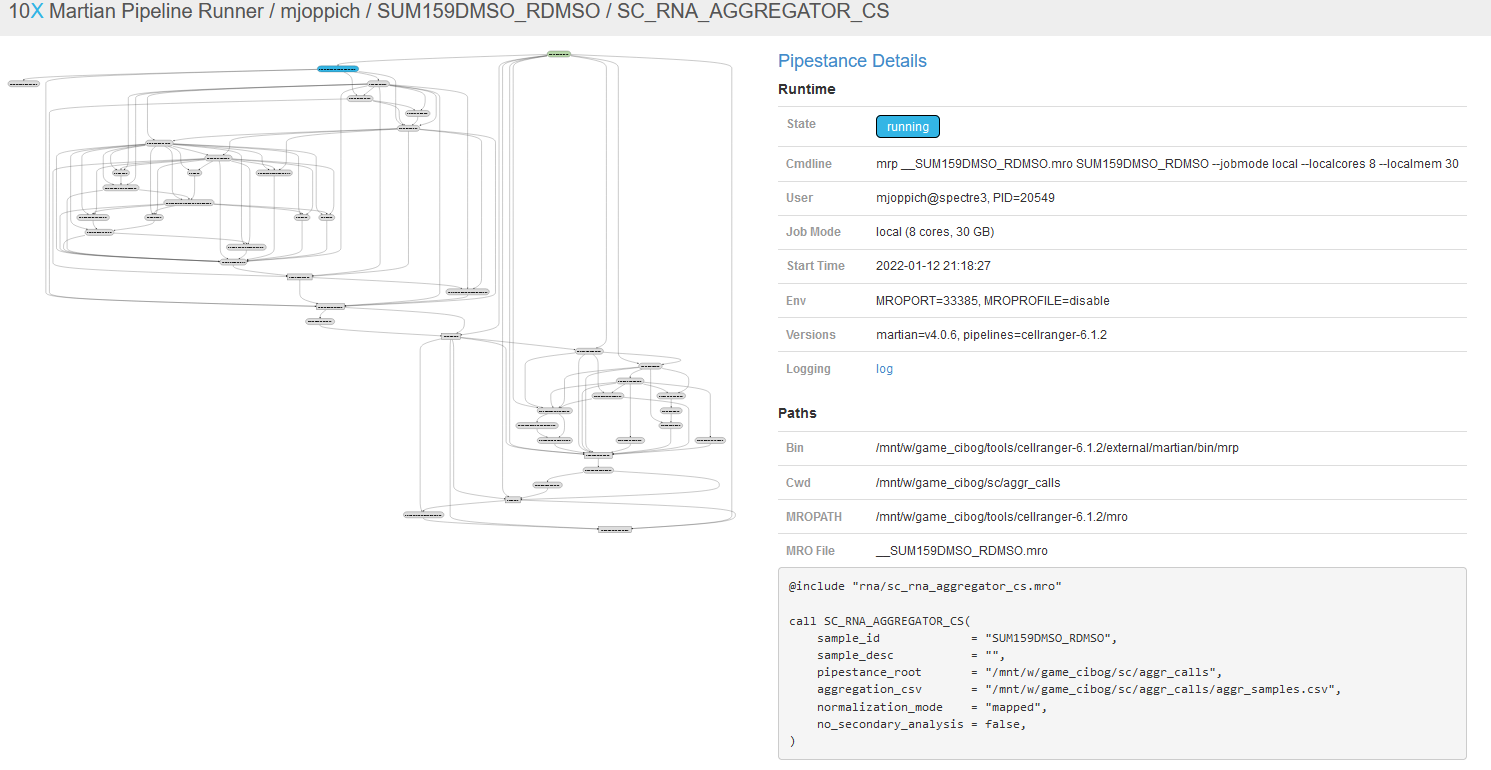 10X Martian Pipeline Runner / mjoppich / SUM159DMSO_RDMSO / SC_RNA_AGGREGATOR_CS
Pipestance Details
Runtime
State running
Cmdline mrp __SUM159DMSO_RDMSO.mro SUM159DMSO_RDMSO --jobmode local --localcores 8 --localmem 30
User mjoppich@spectre3, PID=20549
Job Mode local (8 cores, 30 GB)
Start Time 2022-01-12 21:18:27
Env MROPORT=33385, MROPROFILE=disable
Versions martian=v4.0.6, pipelines=cellranger-6.1.2
Logging log
Paths
Bin /mnt/w/game_cibog/tools/cellranger-6.1.2/external/martian/bin/mrp
Cwd /mnt/w/game_cibog/sc/aggr_calls
MROPATH /mnt/w/game_cibog/tools/cellranger-6.1.2/mro
MRO File __SUM159DMSO_RDMSO.mro
@include "rna/sc_rna_aggregator_cs.mro"
call SC_RNA_AGGREGATOR_CS(
sample_id = "SUM159DMSO_RDMSO",
sample_desc = "",
pipestance_root = "/mnt/w/game_cibog/sc/aggr_calls",
aggregation_csv = "/mnt/w/game_cibog/sc/aggr_calls/aggr_samples.csv",
normalization_mode = "mapped",
no_secondary_analysis = false,
)